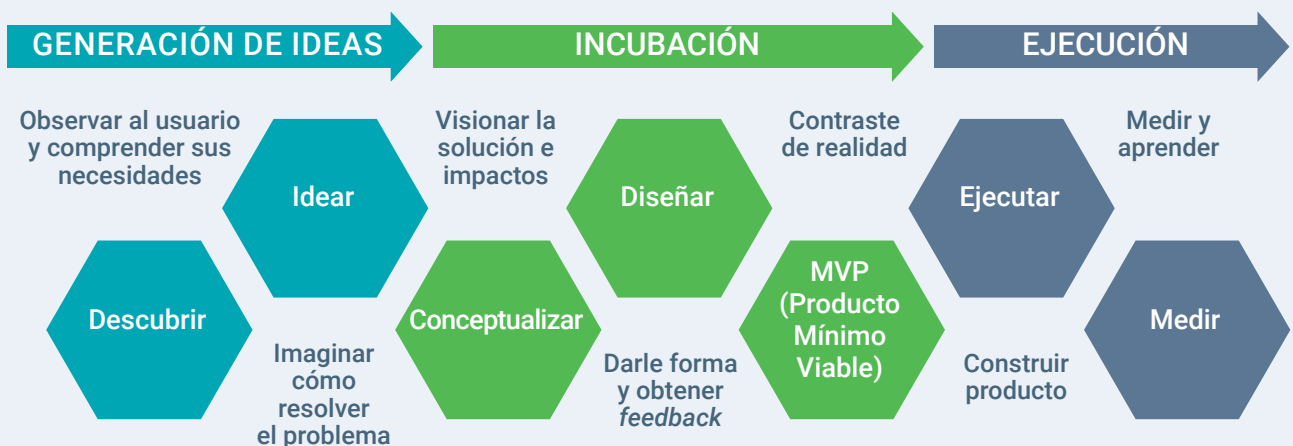 GENERACIÓN DE IDEAS
INCUBACIÓN
EJECUCIÓN
Observar al usuario
y comprender sus
necesidades
Idear
Visionar la
solución e
impactos
Diseñar
Contraste
de realidad
Ejecutar
Medir y
aprender
Descubrir
Imaginar
cómo
resolver
el problema
Conceptualizar
Darle forma
y obtener
feedback
MVP
(Producto
Mínimo
Viable)
Construir
producto
Medir